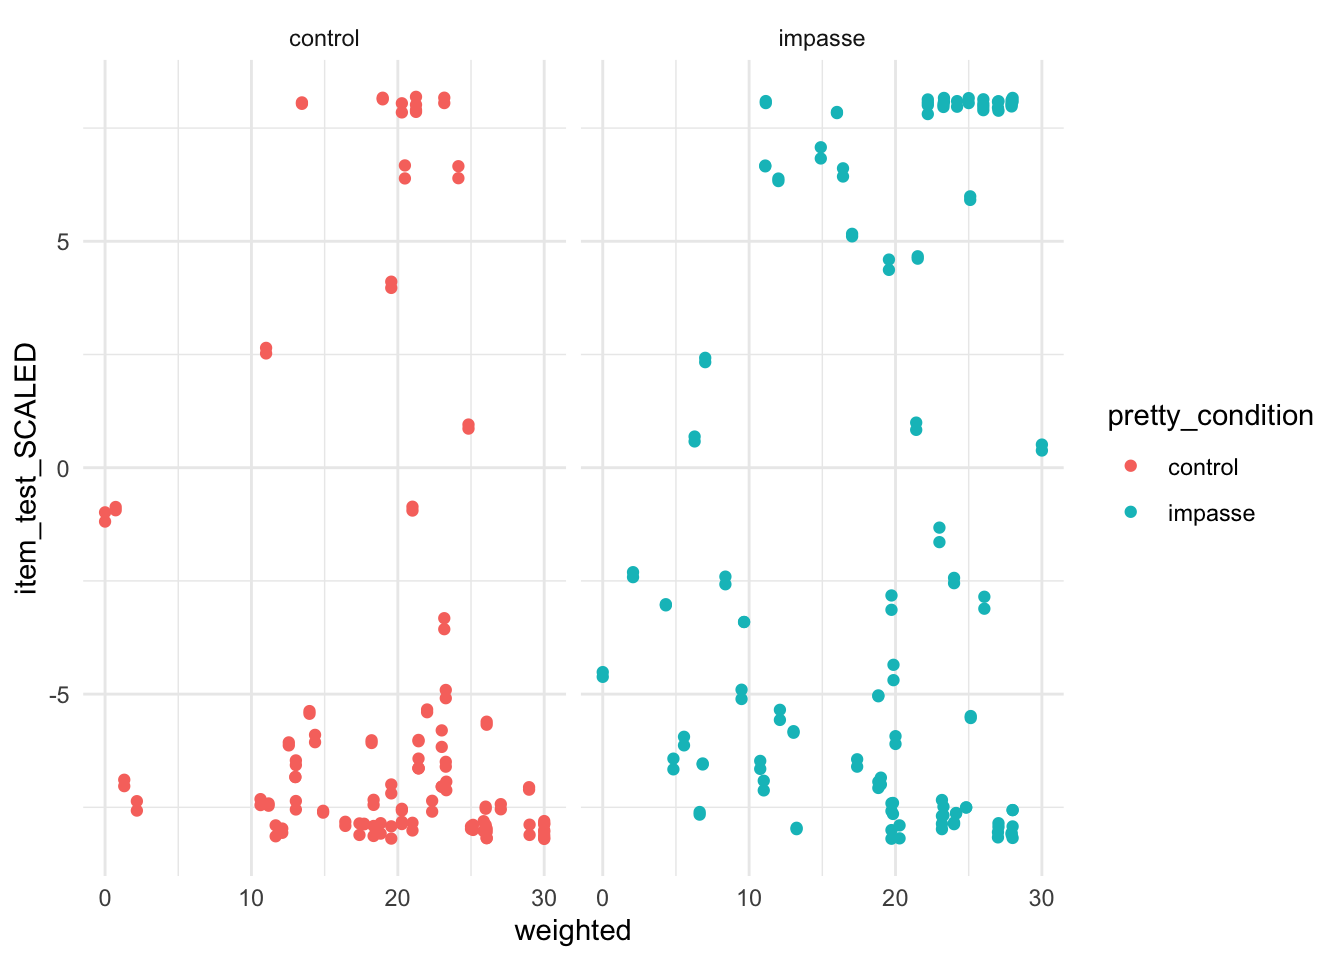 control
impasse
5
0
-5
item_test_SCALED
0
10
20
30
0
10
20
30
weighted
pretty_condition
control
impasse